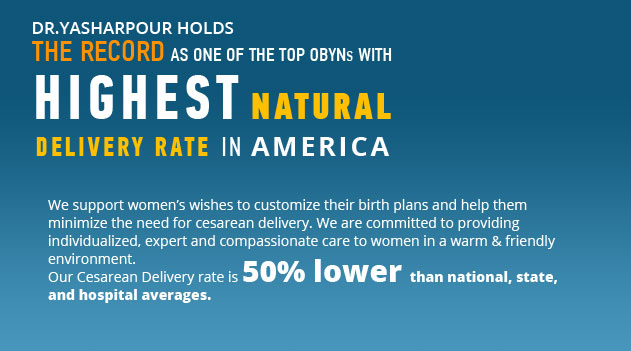 DR.YASHARPOUR HOLDS
THE RECORD AS ONE OF THE TOP OBYNs WITH
HIGHEST NATURAL
DELIVERY RATE IN AMERICA
We support women’s wishes to customize their birth plans and help them
minimize the need for cesarean delivery. We are committed to providing
individualized, expert and compassionate care to women in a warm & friendly
environment.
Our Cesarean Delivery rate is 50% lower than national, state,
and hospital averages.